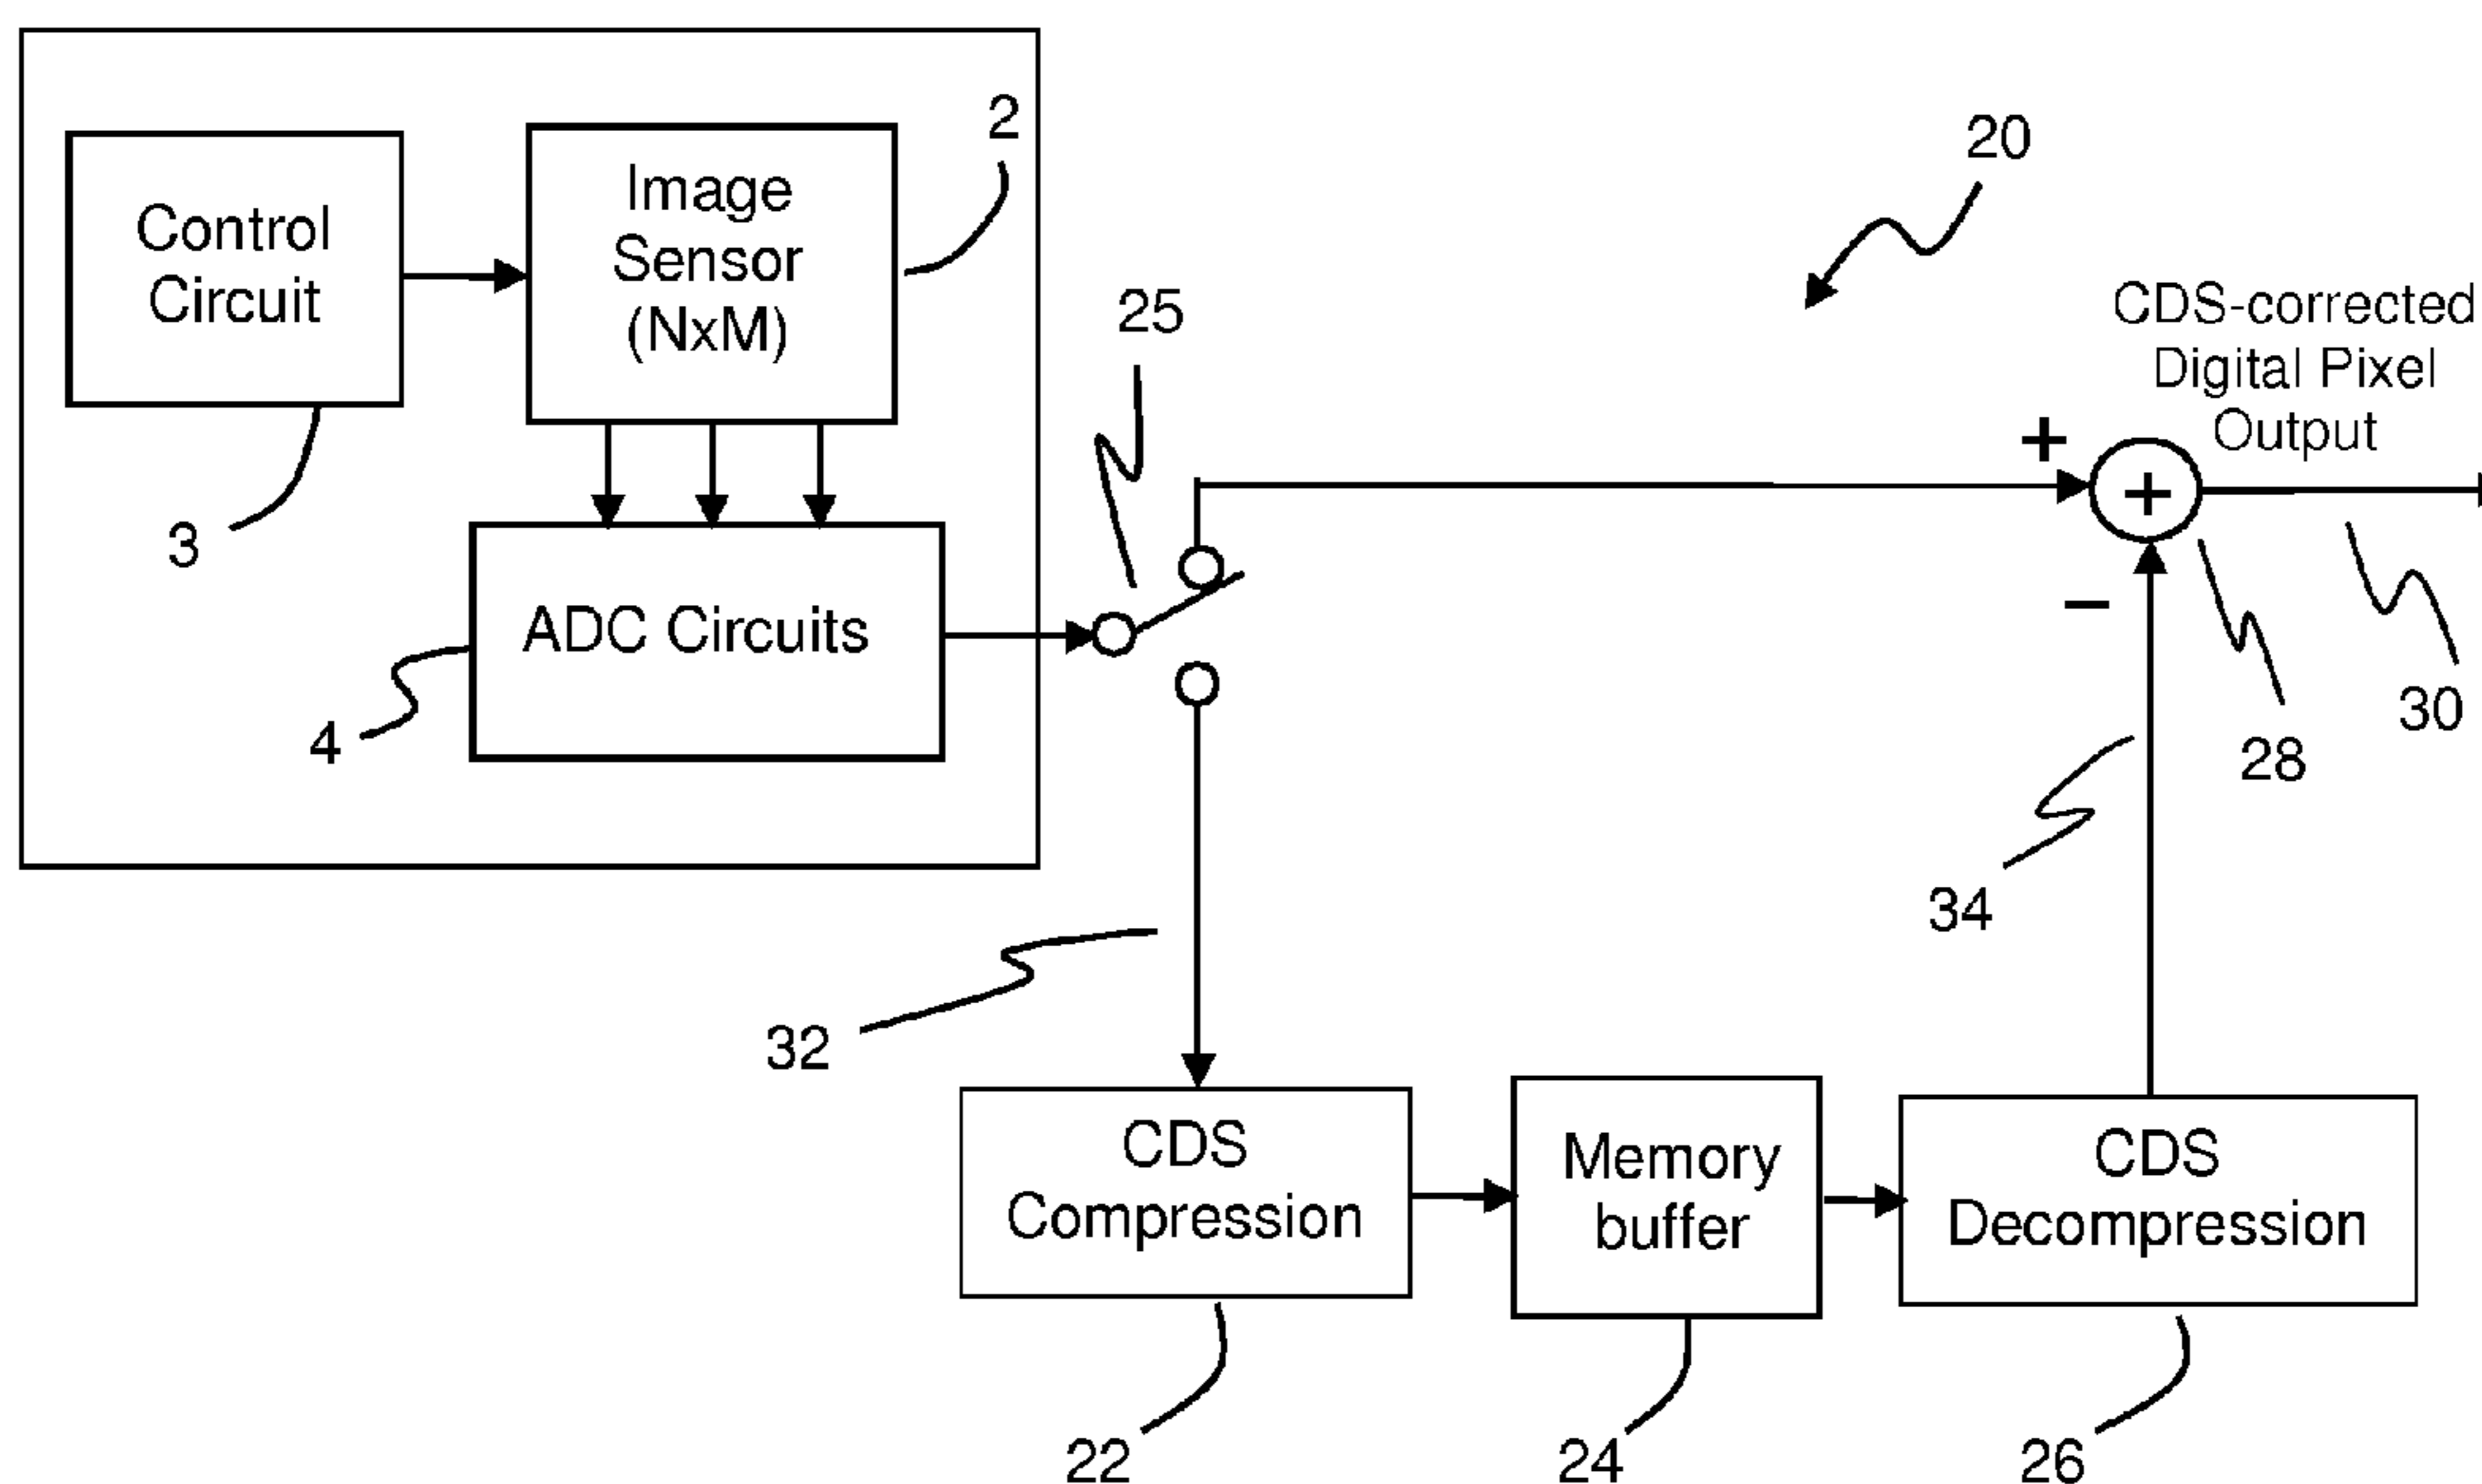 2
20
Control
Circuit
Image
Sensor
(NxM)
25
CDS-corrected
Digital Pixel
Output
+
+
3
ADC Circuits
−
4
30
28
34
32
CDS
Compression
Memory
buffer
CDS
Decompression
22
24
26